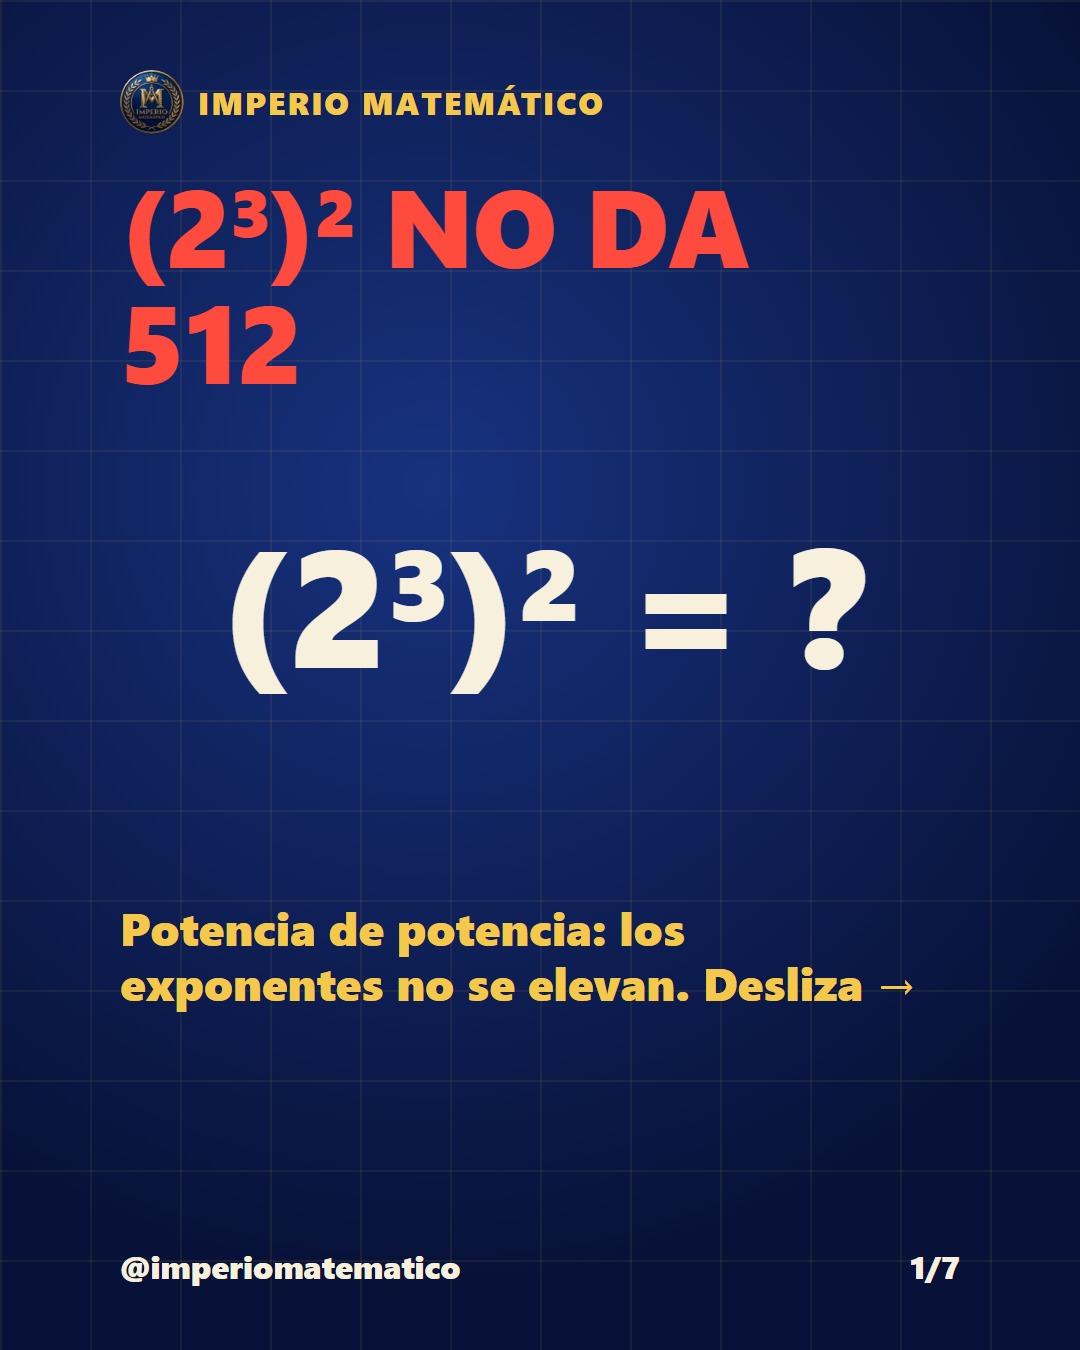 IMPERIO MATEMÁTICO
(2³)² NO DA
512
(2³)² = ?
Potencia de potencia: los
exponentes no se elevan. Desliza →
@imperiomatematico
1/7